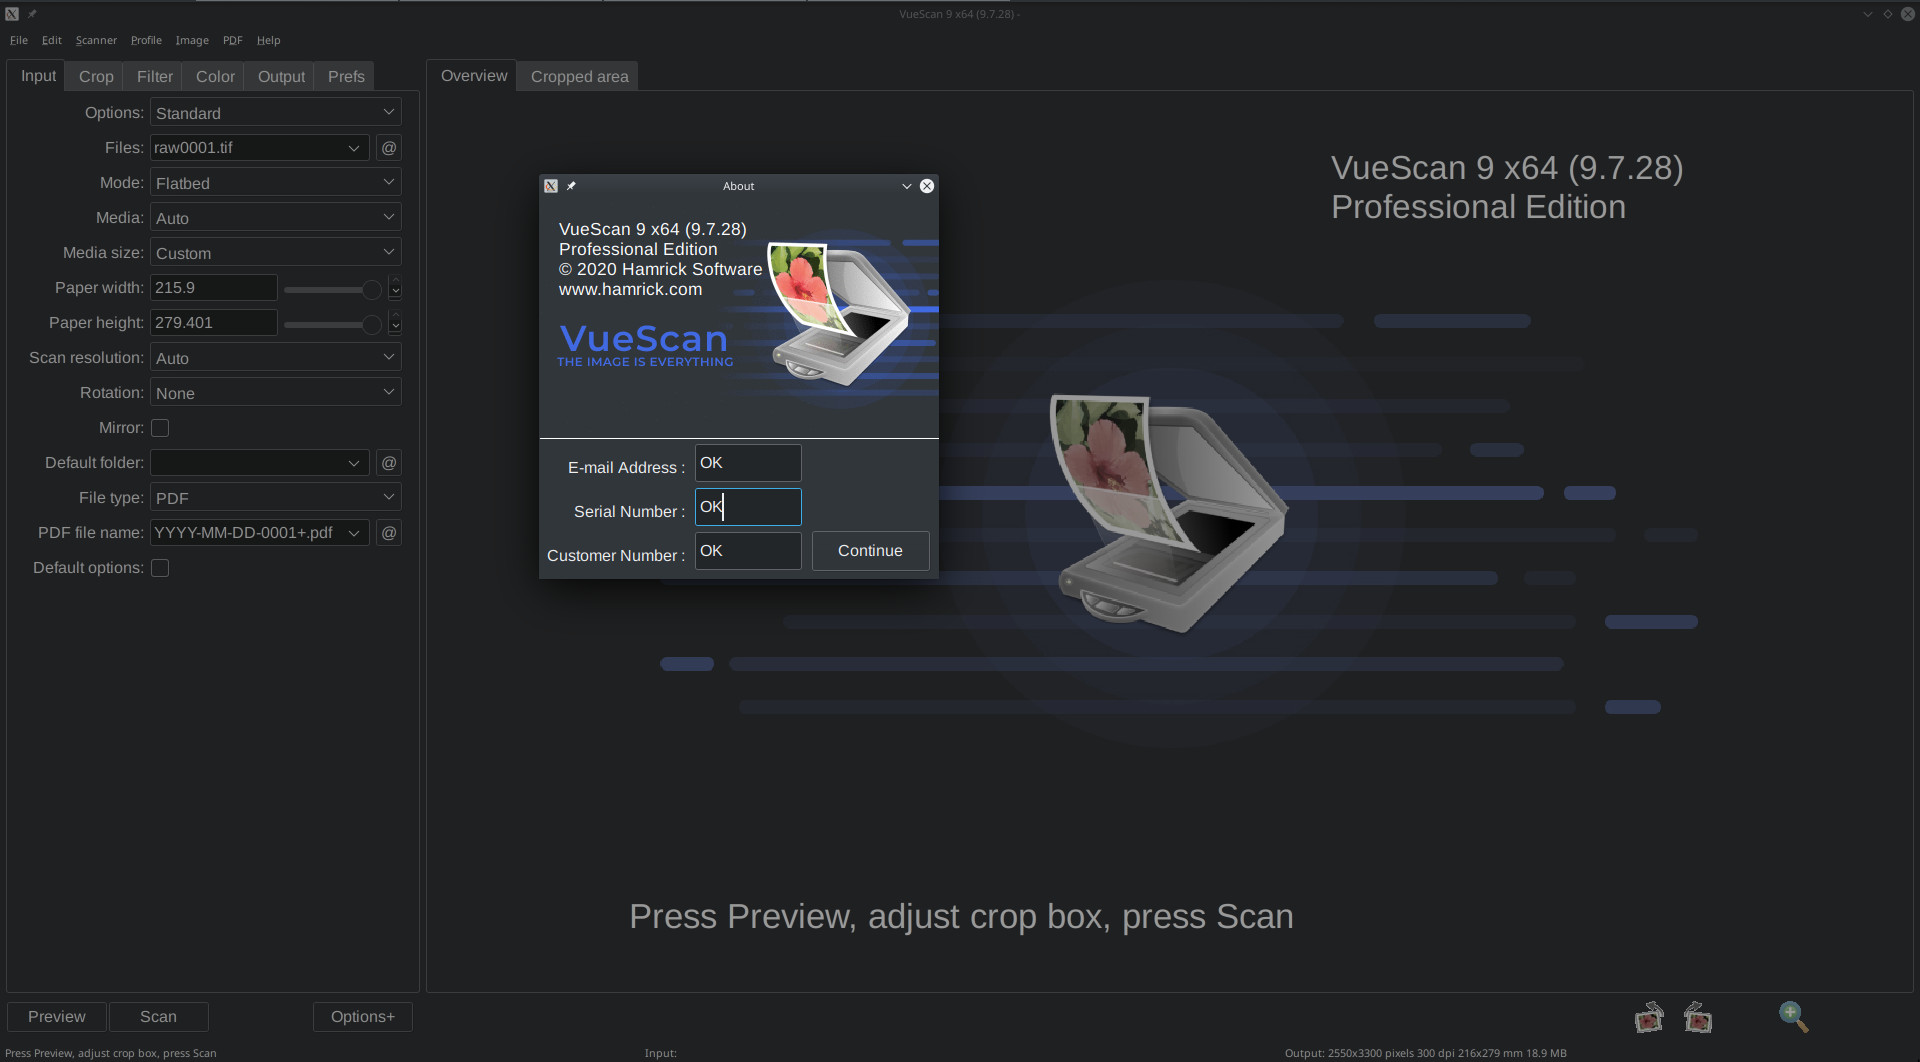 VueScan 9 x64 (9.7.28) -
File Edit Scanner Profile Image PDF Help
Input Crop Filter Color Output Prefs
Options: Standard
Files: raw0001.tif @
Mode: Flatbed
Media: Auto
Media size: Custom
Paper width: 215.9
Paper height: 279.401
Scan resolution: Auto
Rotation: None
Mirror:
Default folder: @
File type: PDF
PDF file name: YYYY-MM-DD-0001+.pdf @
Default options:
Overview Cropped area
VueScan 9 x64 (9.7.28)
Professional Edition
About
VueScan 9 x64 (9.7.28)
Professional Edition
© 2020 Hamrick Software
www.hamrick.com
VueScan
THE IMAGE IS EVERYTHING
E-mail Address : OK
Serial Number : OK
Customer Number : OK Continue
Press Preview, adjust crop box, press Scan
Preview Scan Options+
Press Preview, adjust crop box, press Scan Input: Output: 2550x3300 pixels 300 dpi 216x279 mm 18.9 MB